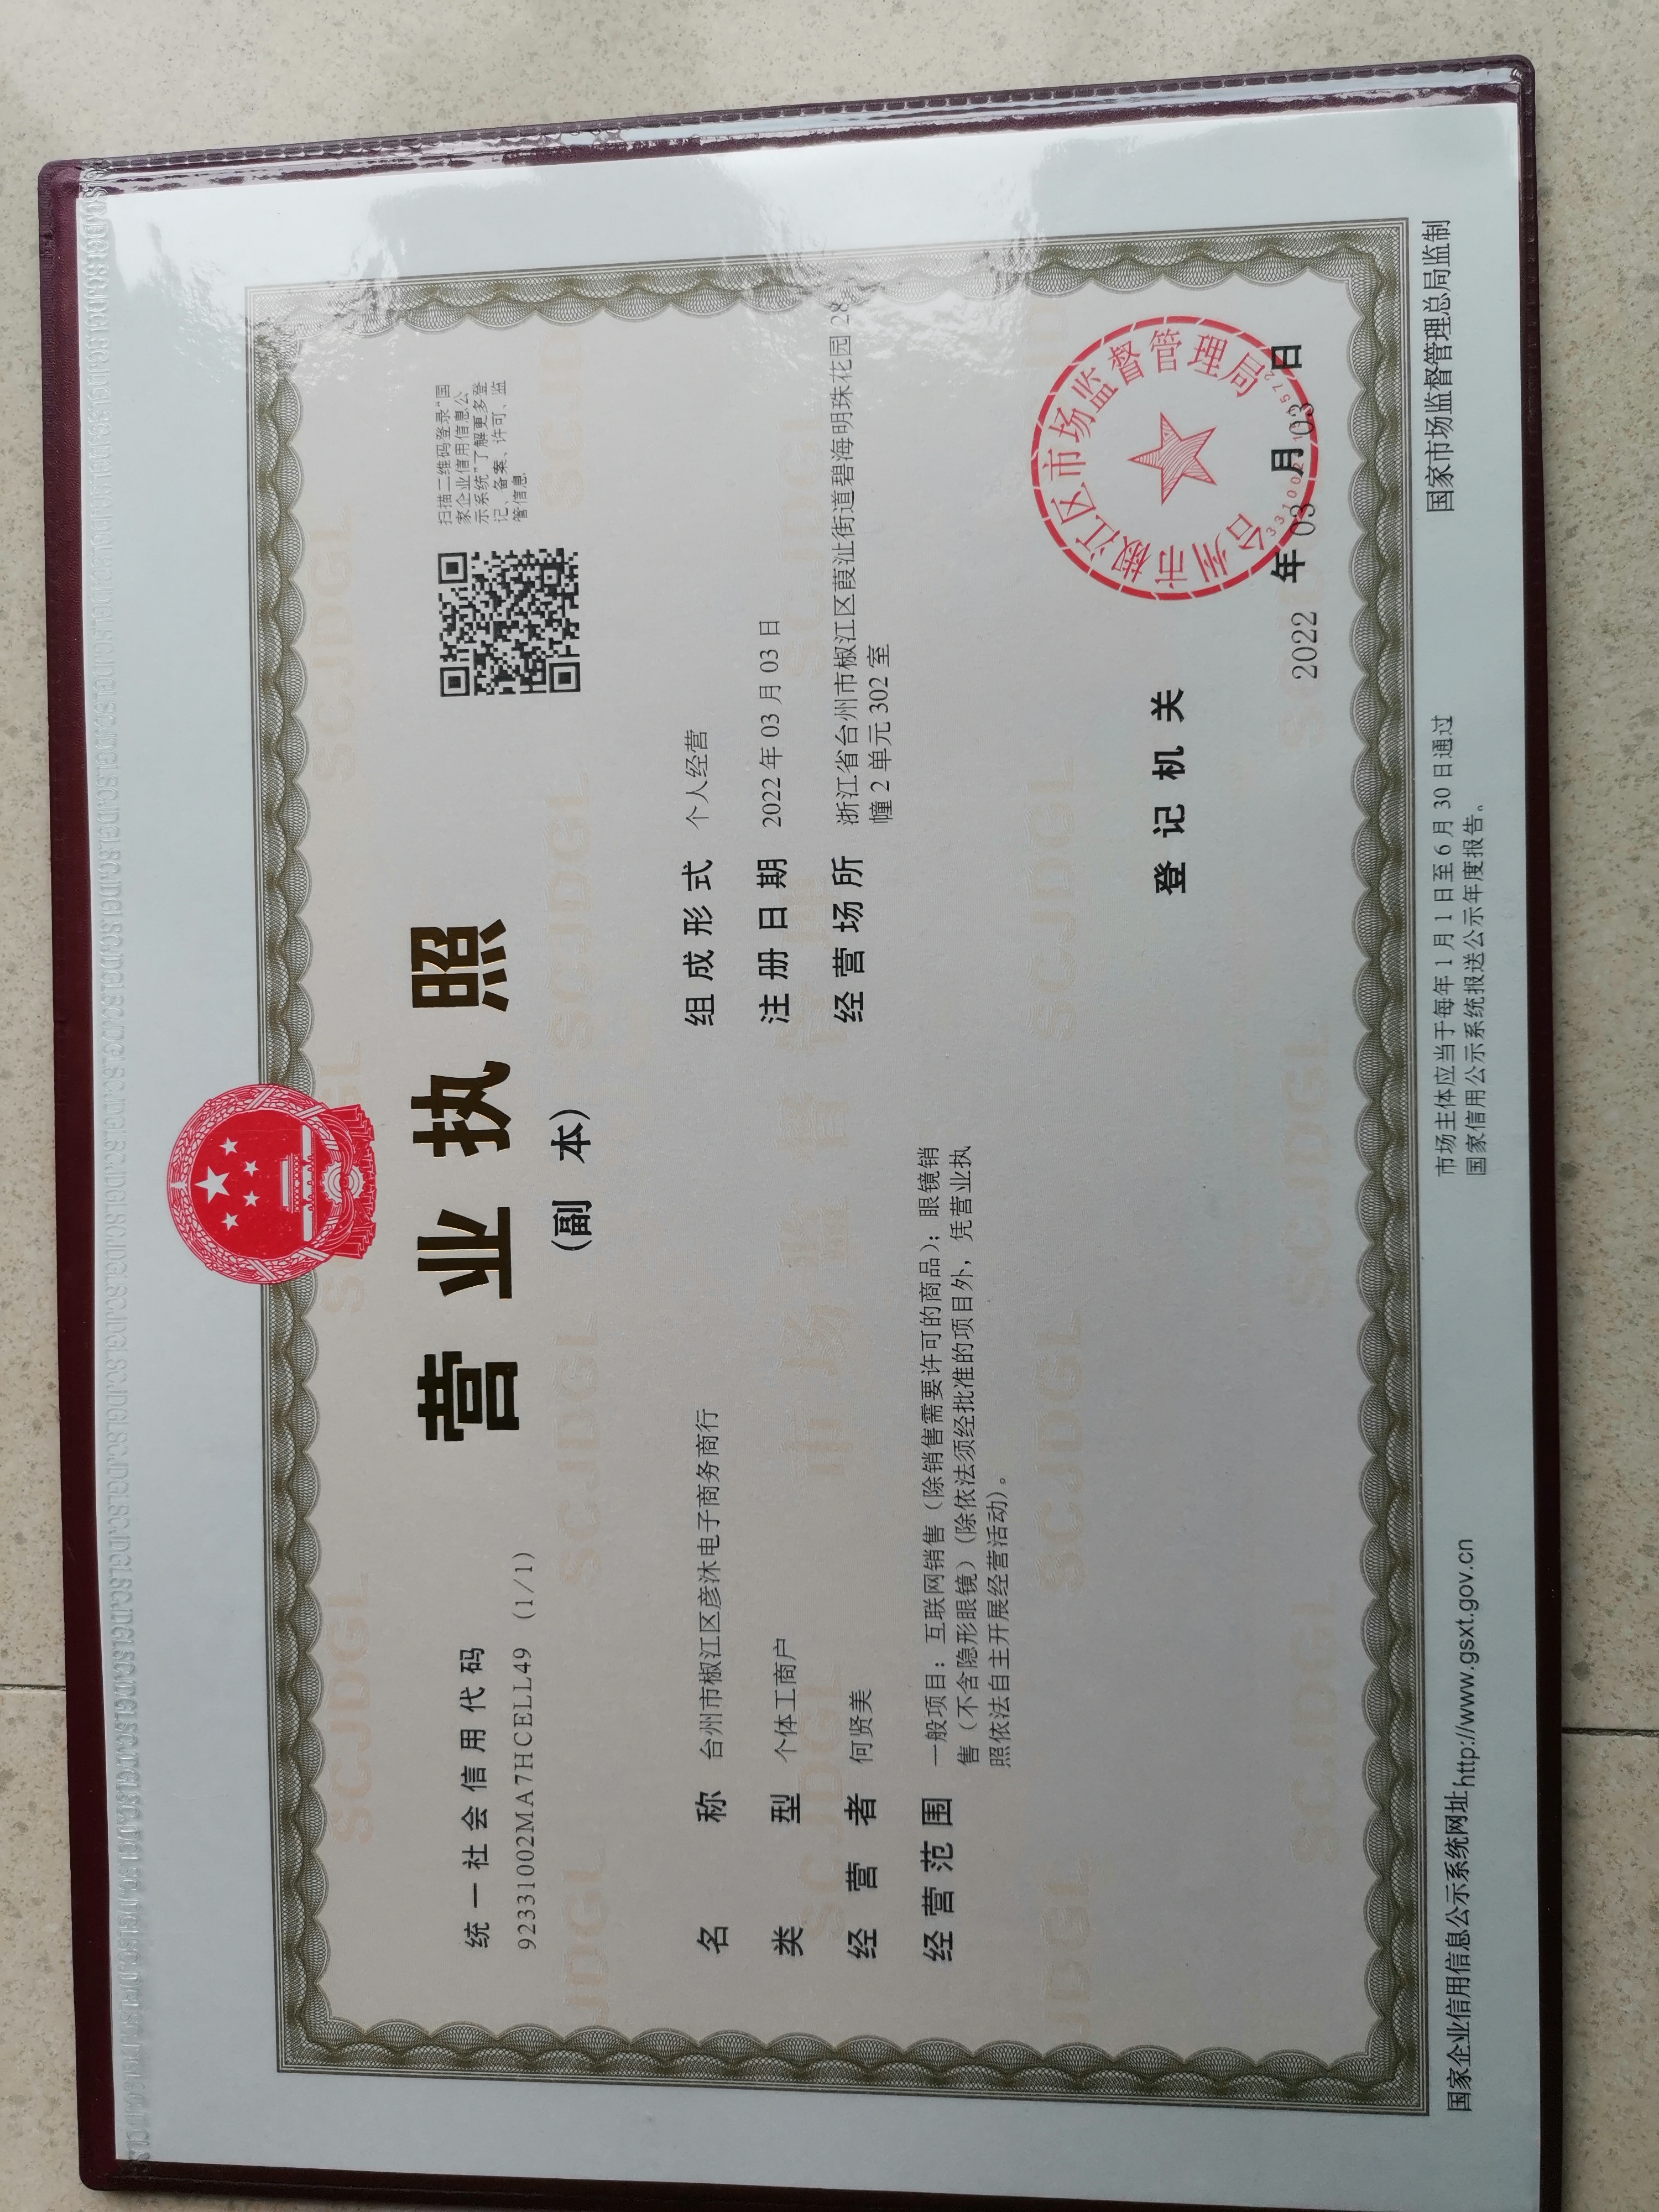 营业执照
(副 本)
统一社会信用代码
92331002MA7HCELL49 (1/1)
扫描二维码登录“国
家企业信用信息公
示系统”了解更多登
记、备案、许可、监
管信息
名 称 台州市椒江区彦沐电子商务商行
类 型 个体工商户
经 营 者 何贤美
经营范围 一般项目：互联网销售（除销售需要许可的商品）；眼镜销
售（不含隐形眼镜）(除依法须经批准的项目外，凭营业执
照依法自主开展经营活动)。
组成形式 个人经营
注册日期 2022 年 03 月 03 日
经营场所 浙江省台州市椒江区葭沚街道碧海明珠花园 28
幢 2 单元 302 室
登记机关
台州市椒江区市场监督管理局
2022 年 03 月 03 日
国家企业信用信息公示系统网址http://www.gsxt.gov.cn
市场主体应当于每年 1 月 1 日至 6 月 30 日通过
国家信用公示系统报送公示年度报告。
国家市场监督管理总局监制
SCJDGL
市场监督管理